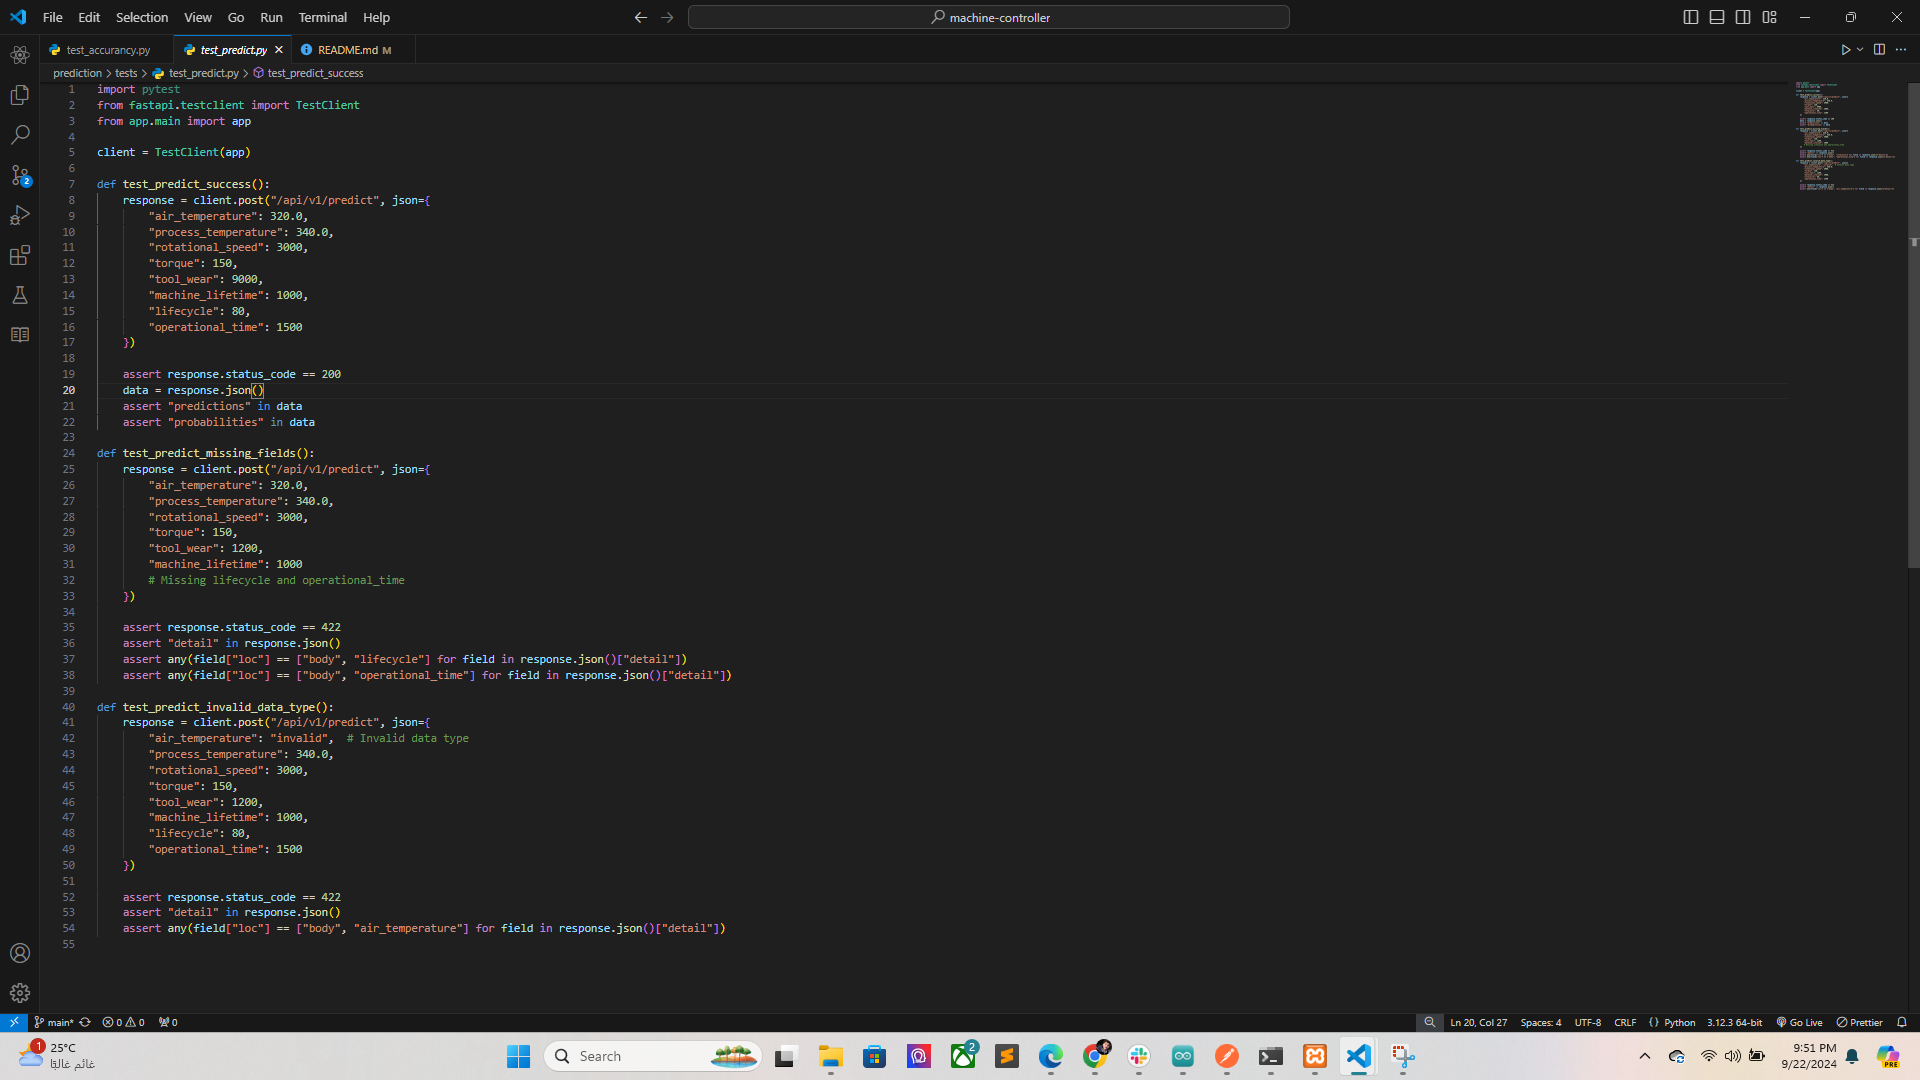 File Edit Selection View Go Run Terminal Help
machine-controller
test_accurancy.py
test_predict.py
README.md M
prediction > tests > test_predict.py > test_predict_success
1 import pytest
2 from fastapi.testclient import TestClient
3 from app.main import app
4
5 client = TestClient(app)
6
7 def test_predict_success():
8 response = client.post("/api/v1/predict", json={
9 "air_temperature": 320.0,
10 "process_temperature": 340.0,
11 "rotational_speed": 3000,
12 "torque": 150,
13 "tool_wear": 9000,
14 "machine_lifetime": 1000,
15 "lifecycle": 80,
16 "operational_time": 1500
17 })
18
19 assert response.status_code == 200
20 data = response.json()
21 assert "predictions" in data
22 assert "probabilities" in data
23
24 def test_predict_missing_fields():
25 response = client.post("/api/v1/predict", json={
26 "air_temperature": 320.0,
27 "process_temperature": 340.0,
28 "rotational_speed": 3000,
29 "torque": 150,
30 "tool_wear": 1200,
31 "machine_lifetime": 1000
32 # Missing lifecycle and operational_time
33 })
34
35 assert response.status_code == 422
36 assert "detail" in response.json()
37 assert any(field["loc"] == ["body", "lifecycle"] for field in response.json()["detail"])
38 assert any(field["loc"] == ["body", "operational_time"] for field in response.json()["detail"])
39
40 def test_predict_invalid_data_type():
41 response = client.post("/api/v1/predict", json={
42 "air_temperature": "invalid", # Invalid data type
43 "process_temperature": 340.0,
44 "rotational_speed": 3000,
45 "torque": 150,
46 "tool_wear": 1200,
47 "machine_lifetime": 1000,
48 "lifecycle": 80,
49 "operational_time": 1500
50 })
51
52 assert response.status_code == 422
53 assert "detail" in response.json()
54 assert any(field["loc"] == ["body", "air_temperature"] for field in response.json()["detail"])
55
2
main* 0 0 0
Ln 20, Col 27 Spaces: 4 UTF-8 CRLF {} Python 3.12.3 64-bit Go Live Prettier
1
25°C
غائم غالبًا
Search
2
PRE
9:51 PM
9/22/2024